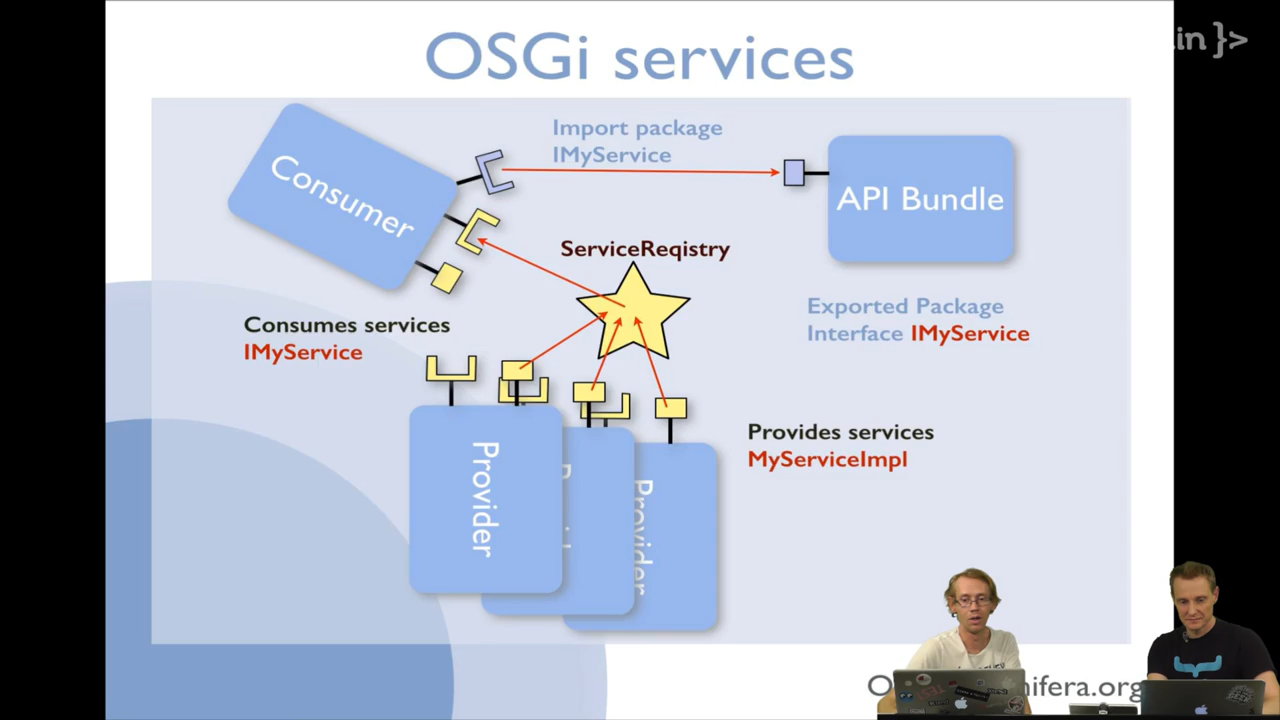 OSGi services
.in }>
Import package
IMyService
Consumer
API Bundle
ServiceReqistry
Exported Package
Interface IMyService
Consumes services
IMyService
Provides services
MyServiceImpl
Provider
Provider